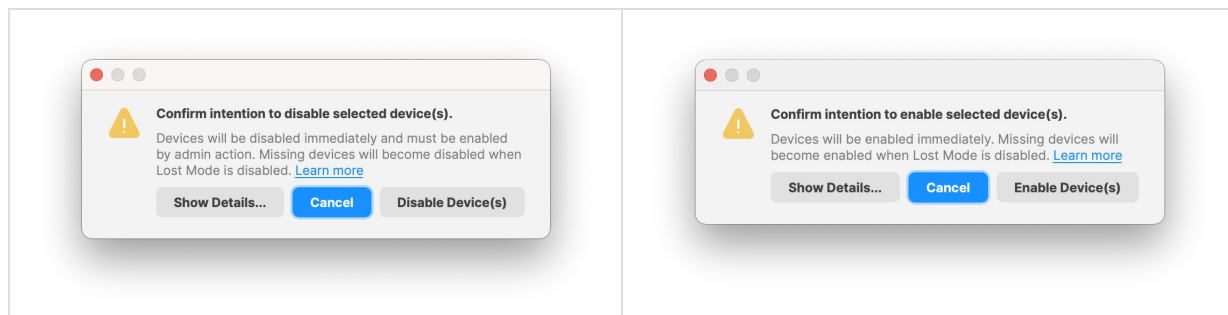 Confirm intention to disable selected device(s).
Devices will be disabled immediately and must be enabled
by admin action. Missing devices will become disabled when
Lost Mode is disabled. Learn more
Show Details... Cancel Disable Device(s)
Confirm intention to enable selected device(s).
Devices will be enabled immediately. Missing devices will
become enabled when Lost Mode is disabled. Learn more
Show Details... Cancel Enable Device(s)